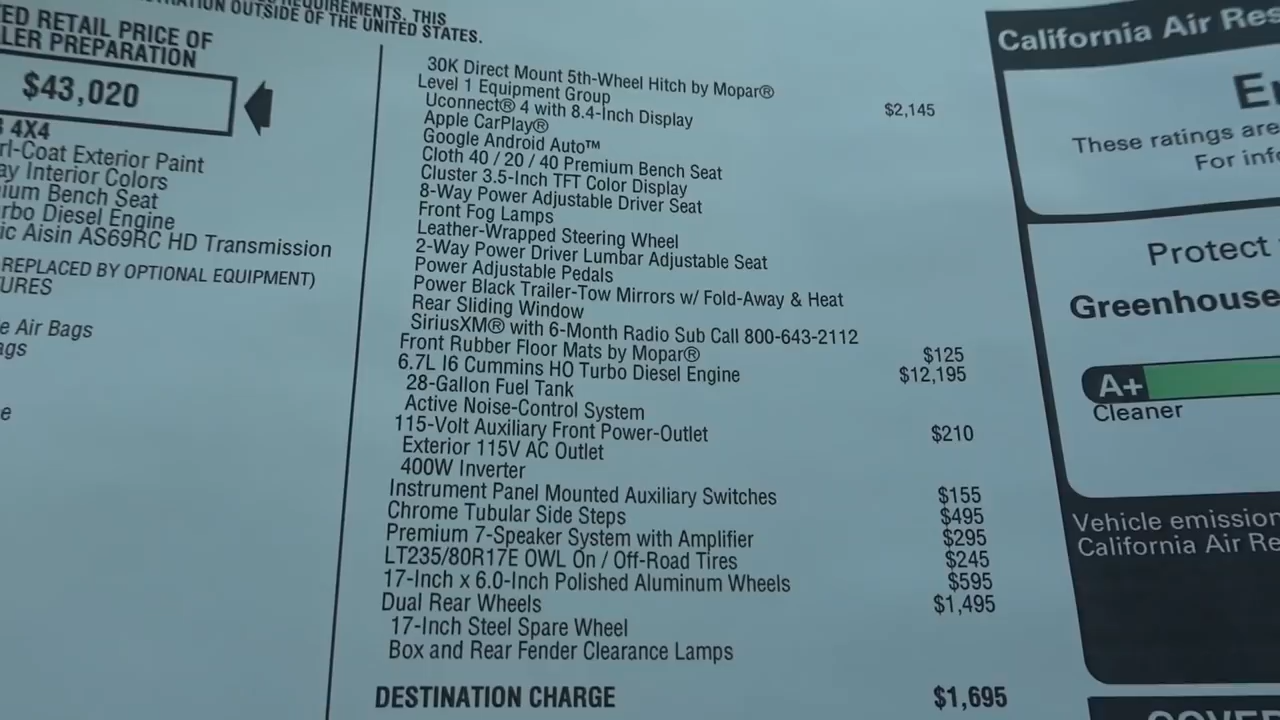 REQUIREMENTS. THIS
OUTSIDE OF THE UNITED STATES.
RETAIL PRICE OF
PREPARATION
$43,020
4X4
Exterior Paint
Interior Colors
Bench Seat
Diesel Engine
Aisin AS69RC HD Transmission
REPLACED BY OPTIONAL EQUIPMENT)
Air Bags
30K Direct Mount 5th-Wheel Hitch by Mopar®
Level 1 Equipment Group $2,145
Uconnect® 4 with 8.4-Inch Display
Apple CarPlay®
Google Android Auto™
Cloth 40 / 20 / 40 Premium Bench Seat
Cluster 3.5-Inch TFT Color Display
8-Way Power Adjustable Driver Seat
Front Fog Lamps
Leather-Wrapped Steering Wheel
2-Way Power Driver Lumbar Adjustable Seat
Power Adjustable Pedals
Power Black Trailer-Tow Mirrors w/ Fold-Away & Heat
Rear Sliding Window
SiriusXM® with 6-Month Radio Sub Call 800-643-2112
Front Rubber Floor Mats by Mopar® $125
6.7L I6 Cummins HO Turbo Diesel Engine $12,195
28-Gallon Fuel Tank
Active Noise-Control System
115-Volt Auxiliary Front Power-Outlet $210
Exterior 115V AC Outlet
400W Inverter
Instrument Panel Mounted Auxiliary Switches $155
Chrome Tubular Side Steps $495
Premium 7-Speaker System with Amplifier $295
LT235/80R17E OWL On / Off-Road Tires $245
17-Inch x 6.0-Inch Polished Aluminum Wheels $595
Dual Rear Wheels $1,495
17-Inch Steel Spare Wheel
Box and Rear Fender Clearance Lamps
DESTINATION CHARGE $1,695
California Air
These ratings are
For
Protect
Greenhouse
A+
Cleaner
Vehicle
California Air